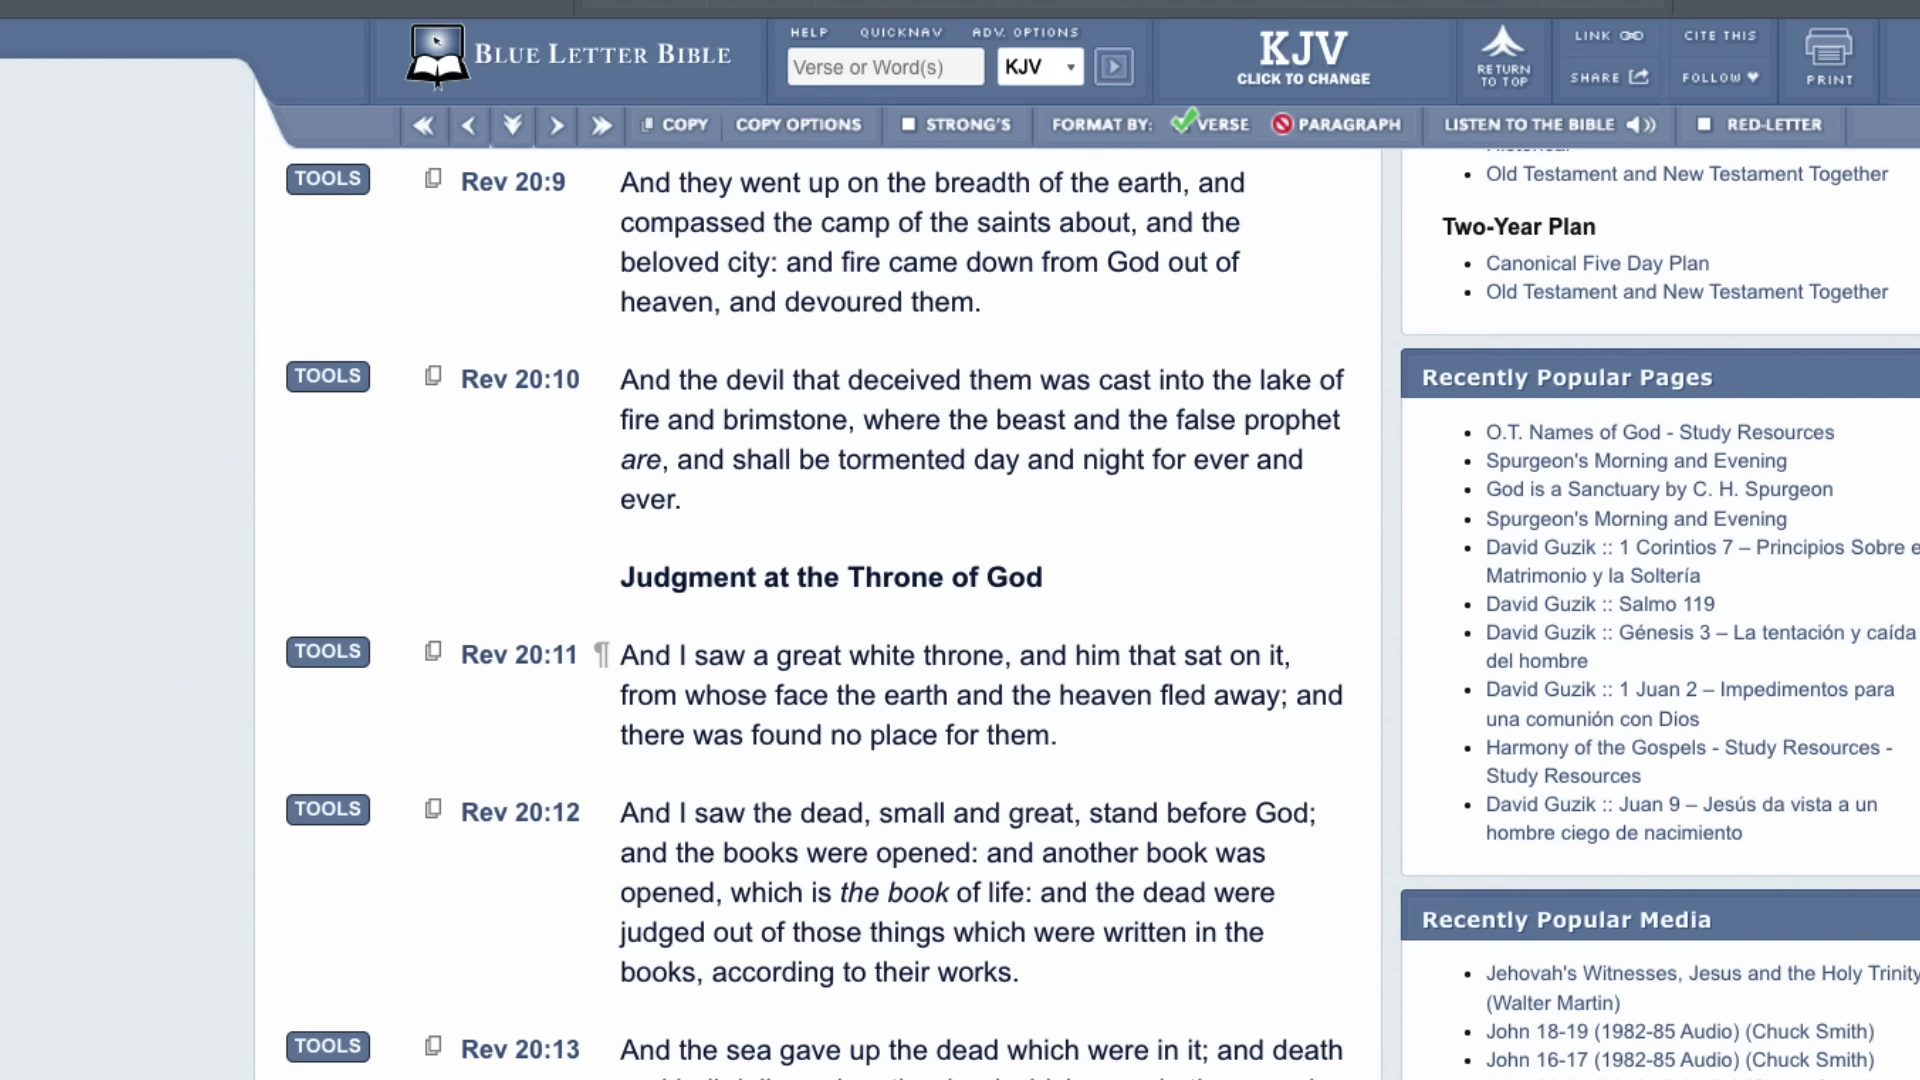 BLUE LETTER BIBLE
HELP QUICKNAV ADV. OPTIONS
Verse or Word(s) KJV
KJV
CLICK TO CHANGE
RETURN
TO TOP
LINK
SHARE
CITE THIS
FOLLOW
PRINT
COPY COPY OPTIONS STRONG'S FORMAT BY: VERSE PARAGRAPH LISTEN TO THE BIBLE RED-LETTER
TOOLS Rev 20:9 And they went up on the breadth of the earth, and
compassed the camp of the saints about, and the
beloved city: and fire came down from God out of
heaven, and devoured them.
TOOLS Rev 20:10 And the devil that deceived them was cast into the lake of
fire and brimstone, where the beast and the false prophet
are, and shall be tormented day and night for ever and
ever.
Judgment at the Throne of God
TOOLS Rev 20:11 ¶ And I saw a great white throne, and him that sat on it,
from whose face the earth and the heaven fled away; and
there was found no place for them.
TOOLS Rev 20:12 And I saw the dead, small and great, stand before God;
and the books were opened: and another book was
opened, which is the book of life: and the dead were
judged out of those things which were written in the
books, according to their works.
TOOLS Rev 20:13 And the sea gave up the dead which were in it; and death
Old Testament and New Testament Together
Two-Year Plan
Canonical Five Day Plan
Old Testament and New Testament Together
Recently Popular Pages
O.T. Names of God - Study Resources
Spurgeon's Morning and Evening
God is a Sanctuary by C. H. Spurgeon
Spurgeon's Morning and Evening
David Guzik :: 1 Corintios 7 – Principios Sobre e
Matrimonio y la Soltería
David Guzik :: Salmo 119
David Guzik :: Génesis 3 – La tentación y caída
del hombre
David Guzik :: 1 Juan 2 – Impedimentos para
una comunión con Dios
Harmony of the Gospels - Study Resources -
Study Resources
David Guzik :: Juan 9 – Jesús da vista a un
hombre ciego de nacimiento
Recently Popular Media
Jehovah's Witnesses, Jesus and the Holy Trinity
(Walter Martin)
John 18-19 (1982-85 Audio) (Chuck Smith)
John 16-17 (1982-85 Audio) (Chuck Smith)